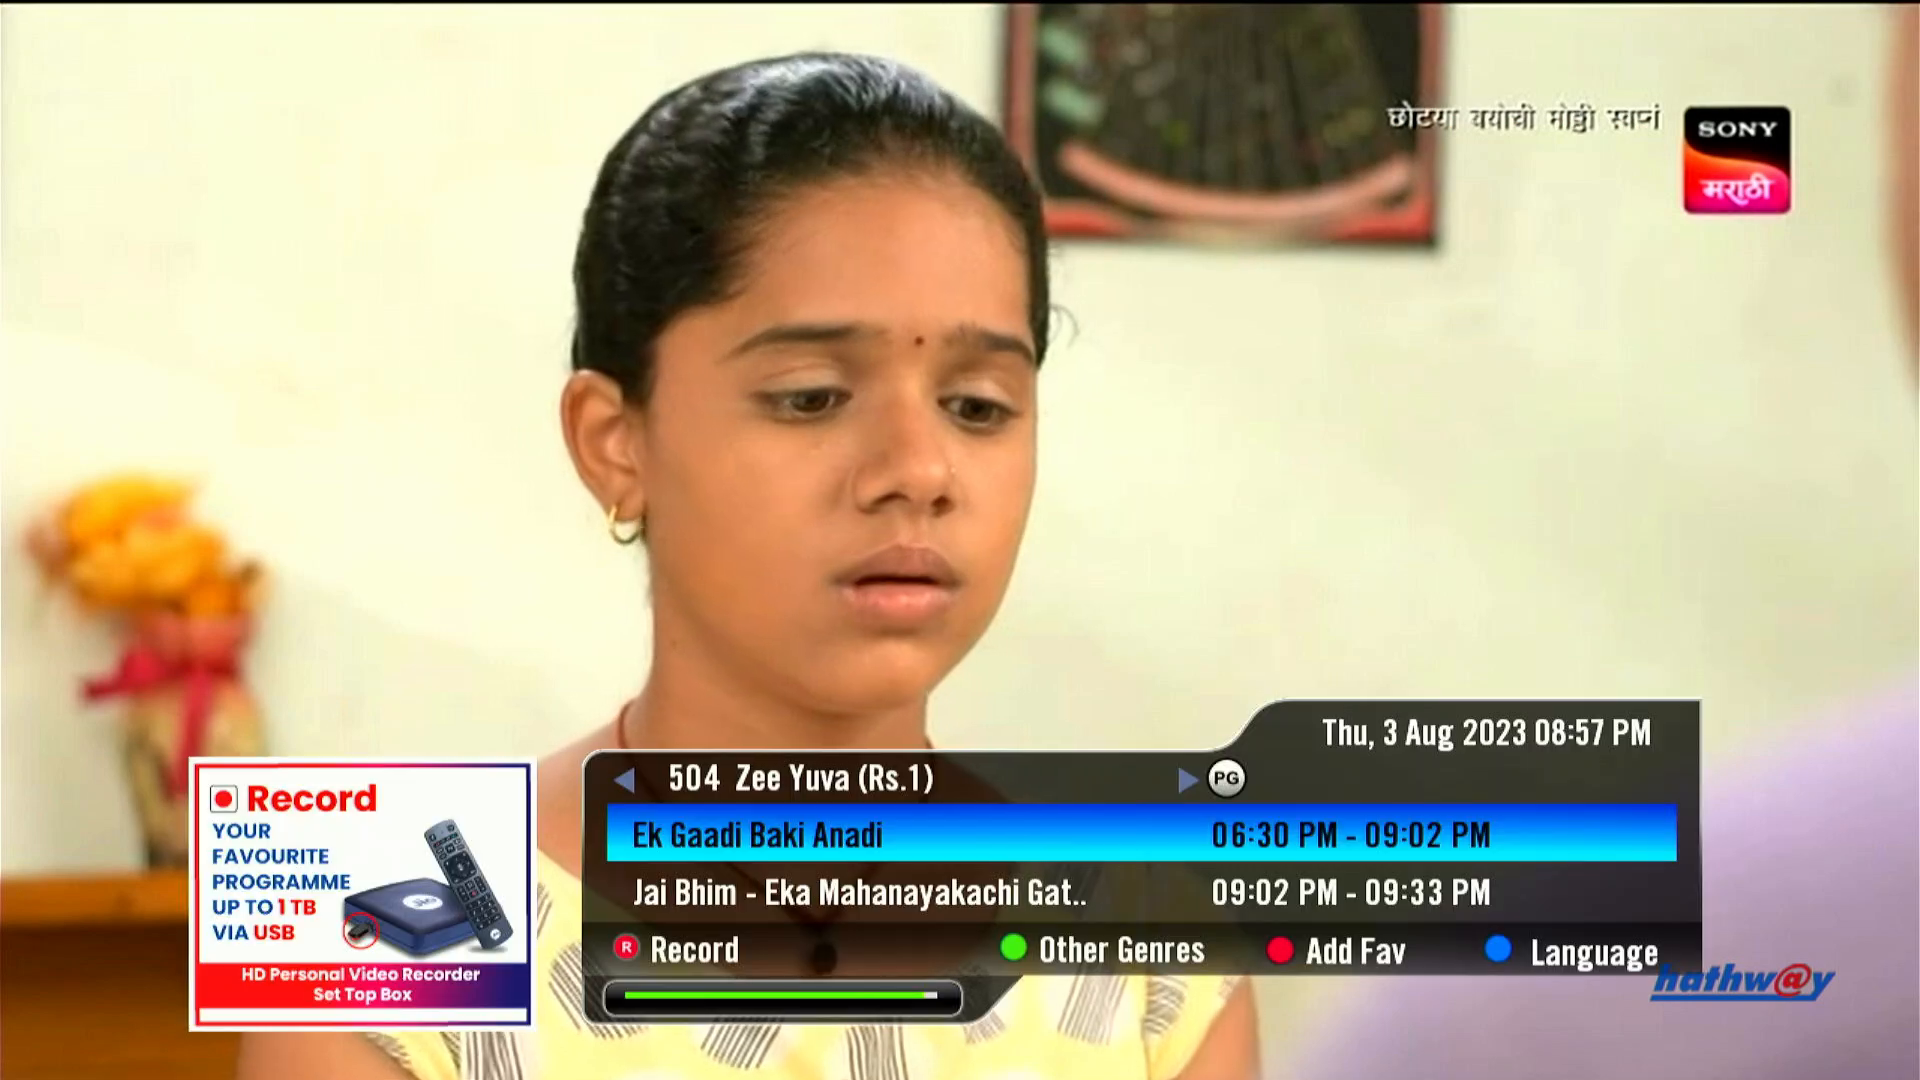 छोट्या बयोची मोठ्ठी स्वप्नं
SONY
मराठी
Thu, 3 Aug 2023 08:57 PM
504 Zee Yuva (Rs.1)
PG
Ek Gaadi Baki Anadi 06:30 PM - 09:02 PM
Jai Bhim - Eka Mahanayakachi Gat.. 09:02 PM - 09:33 PM
R Record Other Genres Add Fav Language
hathw@y
Record
YOUR
FAVOURITE
PROGRAMME
UP TO 1 TB
VIA USB
Jio
HD Personal Video Recorder
Set Top Box